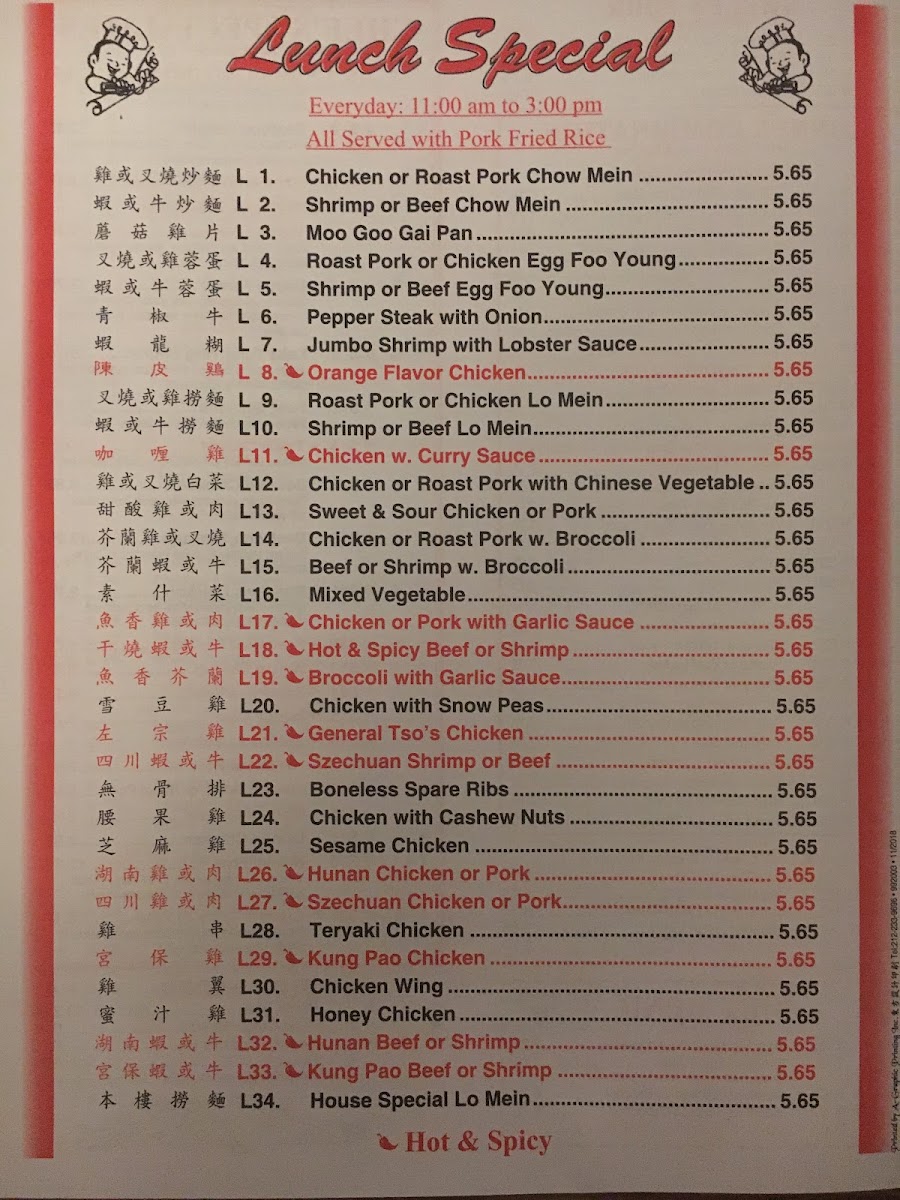 Lunch Special
Everyday: 11:00 am to 3:00 pm
All Served with Pork Fried Rice
雞或叉燒炒麵 L 1. Chicken or Roast Pork Chow Mein 5.65
蝦或牛炒麵 L 2. Shrimp or Beef Chow Mein 5.65
蘑菇雞片 L 3. Moo Goo Gai Pan 5.65
叉燒或雞蓉蛋 L 4. Roast Pork or Chicken Egg Foo Young 5.65
蝦或牛蓉蛋 L 5. Shrimp or Beef Egg Foo Young 5.65
青椒牛 L 6. Pepper Steak with Onion 5.65
蝦龍糊 L 7. Jumbo Shrimp with Lobster Sauce 5.65
陳皮鷄 L 8. Orange Flavor Chicken 5.65
叉燒或雞撈麵 L 9. Roast Pork or Chicken Lo Mein 5.65
蝦或牛撈麵 L10. Shrimp or Beef Lo Mein 5.65
咖喱雞 L11. Chicken w. Curry Sauce 5.65
雞或叉燒白菜 L12. Chicken or Roast Pork with Chinese Vegetable 5.65
甜酸雞或肉 L13. Sweet & Sour Chicken or Pork 5.65
芥蘭雞或叉燒 L14. Chicken or Roast Pork w. Broccoli 5.65
芥蘭蝦或牛 L15. Beef or Shrimp w. Broccoli 5.65
素什菜 L16. Mixed Vegetable 5.65
魚香雞或肉 L17. Chicken or Pork with Garlic Sauce 5.65
干燒蝦或牛 L18. Hot & Spicy Beef or Shrimp 5.65
魚香芥蘭 L19. Broccoli with Garlic Sauce 5.65
雪豆雞 L20. Chicken with Snow Peas 5.65
左宗雞 L21. General Tso's Chicken 5.65
四川蝦或牛 L22. Szechuan Shrimp or Beef 5.65
無骨排 L23. Boneless Spare Ribs 5.65
腰果雞 L24. Chicken with Cashew Nuts 5.65
芝麻雞 L25. Sesame Chicken 5.65
湖南雞或肉 L26. Hunan Chicken or Pork 5.65
四川雞或肉 L27. Szechuan Chicken or Pork 5.65
雞串 L28. Teryaki Chicken 5.65
宮保雞 L29. Kung Pao Chicken 5.65
雞翼 L30. Chicken Wing 5.65
蜜汁雞 L31. Honey Chicken 5.65
湖南蝦或牛 L32. Hunan Beef or Shrimp 5.65
宮保蝦或牛 L33. Kung Pao Beef or Shrimp 5.65
本樓撈麵 L34. House Special Lo Mein 5.65
Hot & Spicy
Printed by A-Graphic Printing Inc. 東方設計印刷 Tel:212-233-9696 • 992003 • 11/2018